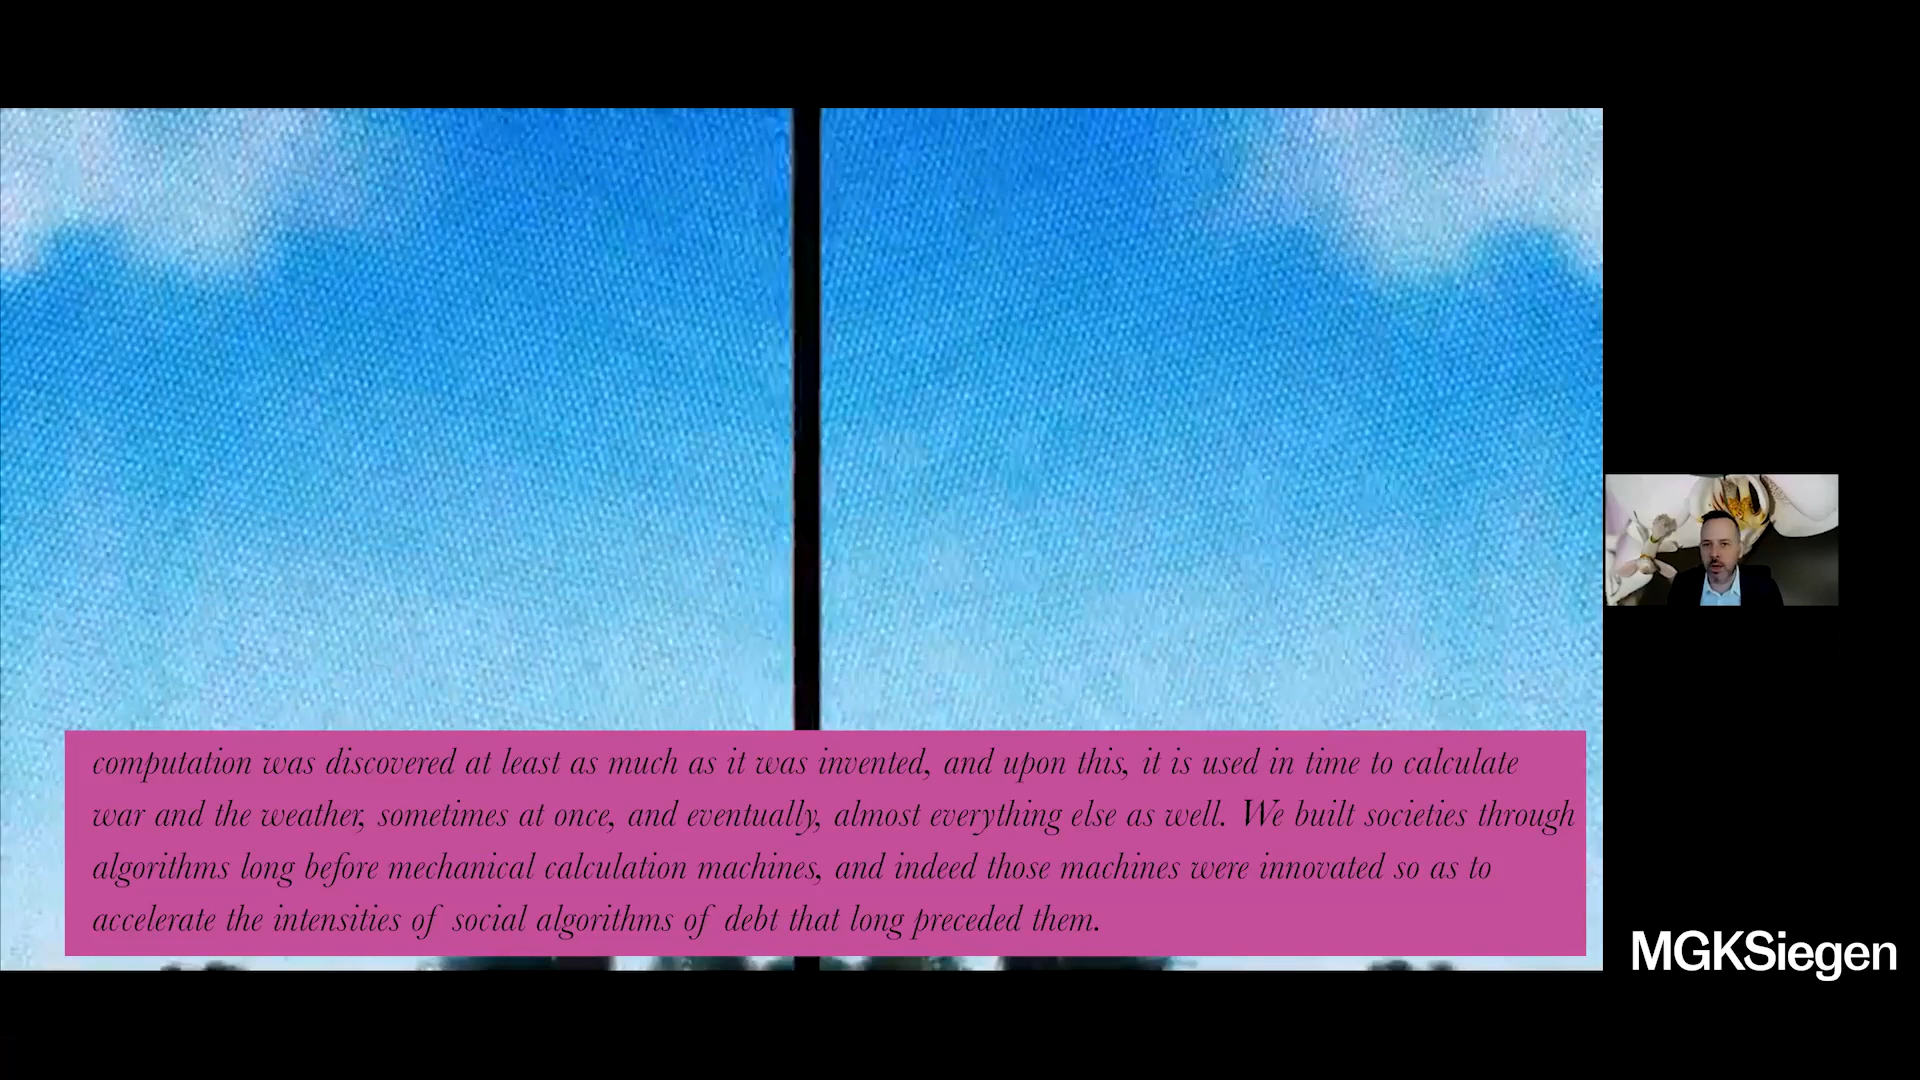 computation was discovered at least as much as it was invented, and upon this, it is used in time to calculate
war and the weather, sometimes at once, and eventually, almost everything else as well. We built societies through
algorithms long before mechanical calculation machines, and indeed those machines were innovated so as to
accelerate the intensities of social algorithms of debt that long preceded them.
MGKSiegen